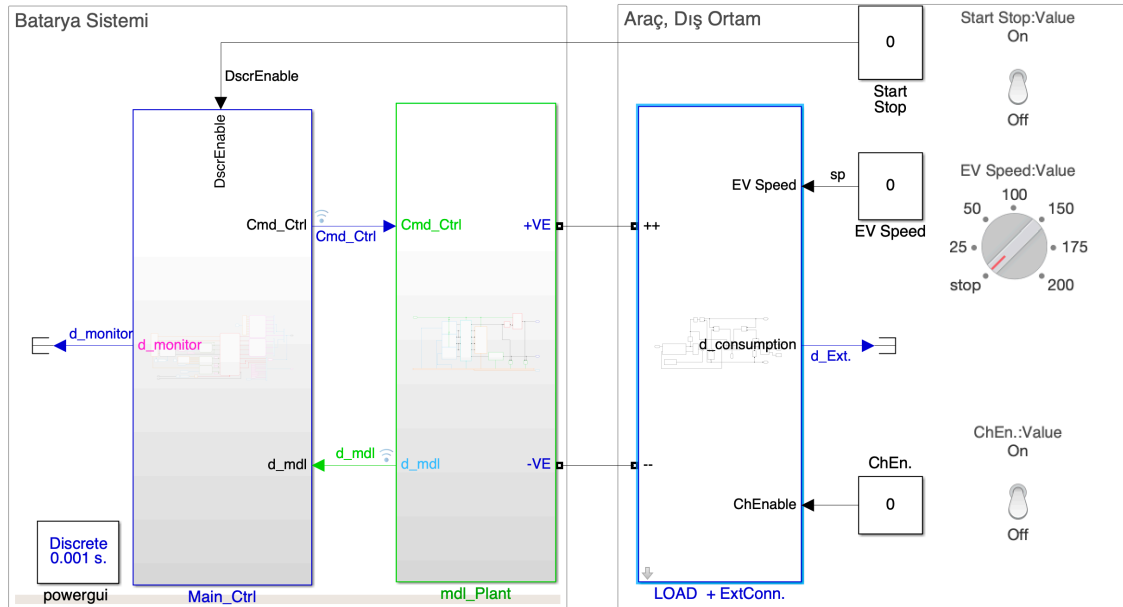 Batarya Sistemi
Araç, Dış Ortam
0
Start
Stop
Start Stop:Value
On
Off
DscrEnable
DscrEnable
EV Speed
sp
0
EV Speed
EV Speed:Value
100
50
150
25
175
stop
200
Cmd_Ctrl
Cmd_Ctrl
Cmd_Ctrl
+VE
++
d_monitor
d_monitor
d_consumption
d_Ext.
d_mdl
d_mdl
d_mdl
-VE
--
ChEn.
ChEnable
0
ChEn.:Value
On
Off
Discrete
0.001 s.
powergui
Main_Ctrl
mdl_Plant
LOAD + ExtConn.